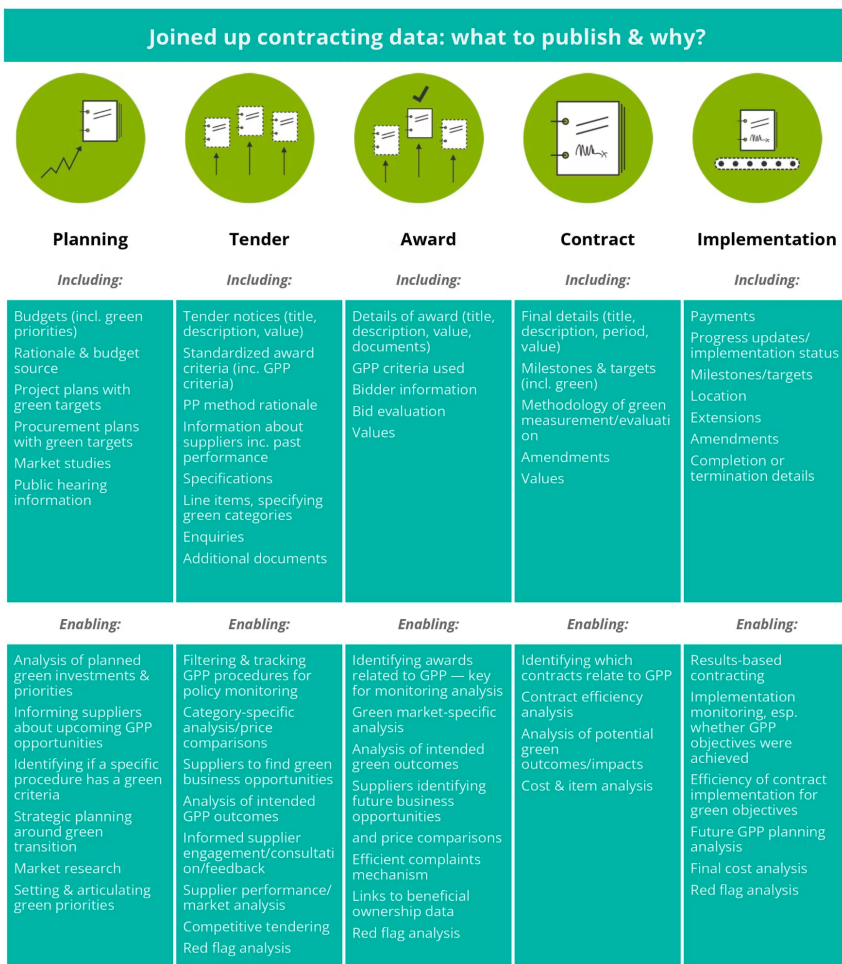 Joined up contracting data: what to publish & why?
Planning
Including:
Budgets (incl. green
priorities)
Rationale & budget
source
Project plans with
green targets
Procurement plans
with green targets
Market studies
Public hearing
information
Enabling:
Analysis of planned
green investments &
priorities
Informing suppliers
about upcoming GPP
opportunities
Identifying if a specific
procedure has a green
criteria
Strategic planning
around green
transition
Market research
Setting & articulating
green priorities
Tender
Including:
Tender notices (title,
description, value)
Standardized award
criteria (inc. GPP
criteria)
PP method rationale
Information about
suppliers inc. past
performance
Specifications
Line items, specifying
green categories
Enquiries
Additional documents
Enabling:
Filtering & tracking
GPP procedures for
policy monitoring
Category-specific
analysis/price
comparisons
Suppliers to find green
business opportunities
Analysis of intended
GPP outcomes
Informed supplier
engagement/consultati
on/feedback
Supplier performance/
market analysis
Competitive tendering
Red flag analysis
Award
Including:
Details of award (title,
description, value,
documents)
GPP criteria used
Bidder information
Bid evaluation
Values
Enabling:
Identifying awards
related to GPP — key
for monitoring analysis
Green market-specific
analysis
Analysis of intended
green outcomes
Suppliers identifying
future business
opportunities
and price comparisons
Efficient complaints
mechanism
Links to beneficial
ownership data
Red flag analysis
Contract
Including:
Final details (title,
description, period,
value)
Milestones & targets
(incl. green)
Methodology of green
measurement/evaluati
on
Amendments
Values
Enabling:
Identifying which
contracts relate to GPP
Contract efficiency
analysis
Analysis of potential
green
outcomes/impacts
Cost & item analysis
Implementation
Including:
Payments
Progress updates/
implementation status
Milestones/targets
Location
Extensions
Amendments
Completion or
termination details
Enabling:
Results-based
contracting
Implementation
monitoring, esp.
whether GPP
objectives were
achieved
Efficiency of contract
implementation for
green objectives
Future GPP planning
analysis
Final cost analysis
Red flag analysis